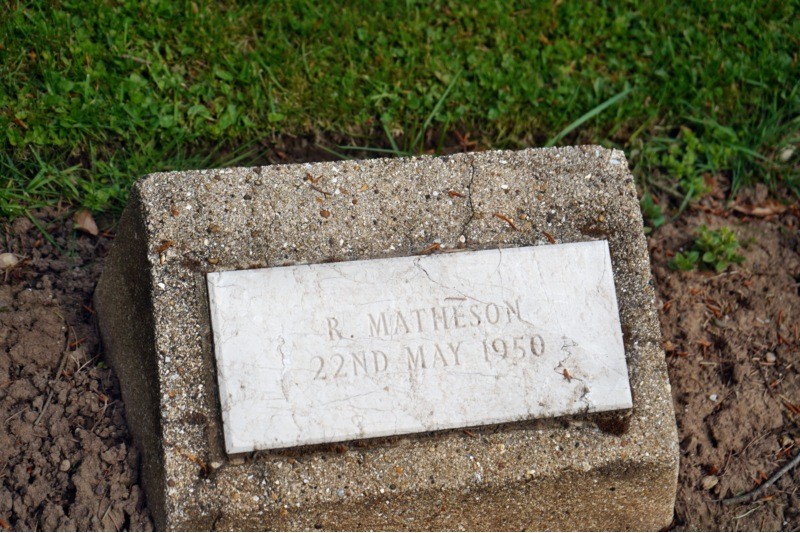 R. MATHESON
22ND MAY 1950